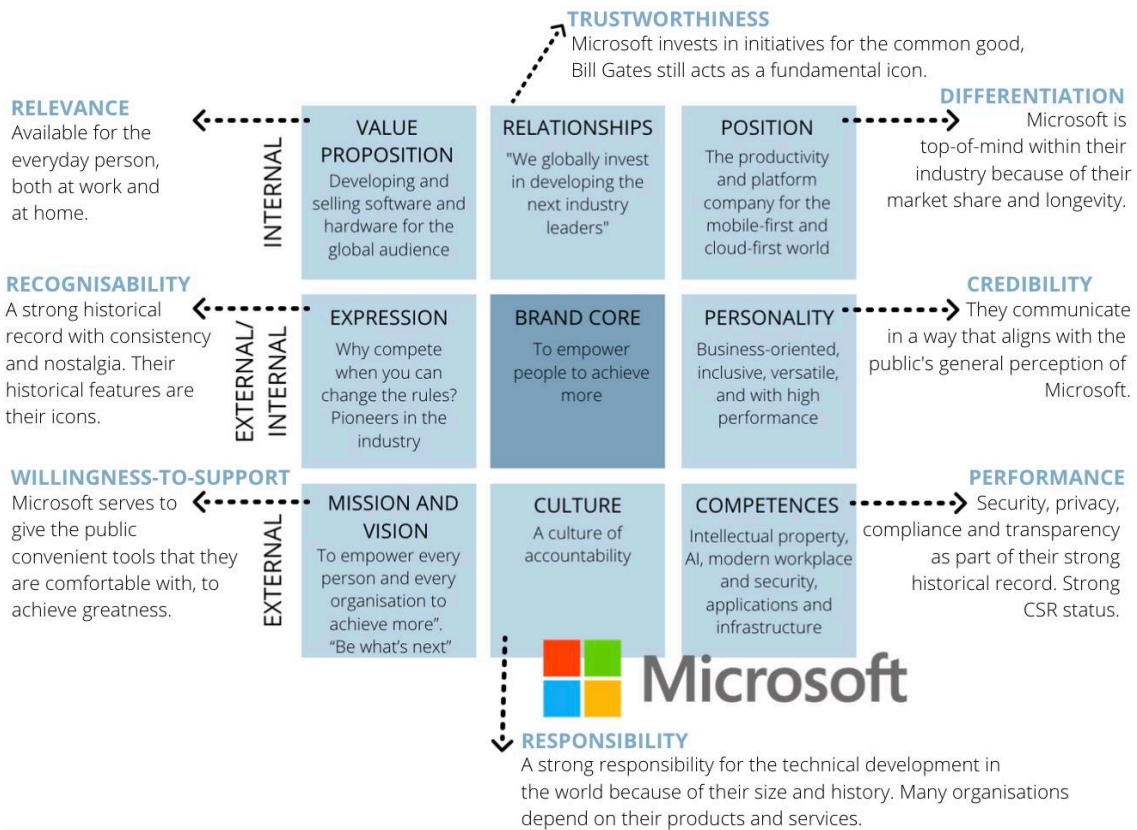 TRUSTWORTHINESS
Microsoft invests in initiatives for the common good,
Bill Gates still acts as a fundamental icon.
RELEVANCE
Available for the
everyday person,
both at work and
at home.
INTERNAL
VALUE
PROPOSITION
Developing and
selling software and
hardware for the
global audience
RELATIONSHIPS
"We globally invest
in developing the
next industry
leaders"
POSITION
The productivity
and platform
company for the
mobile-first and
cloud-first world
DIFFERENTIATION
Microsoft is
top-of-mind within their
industry because of their
market share and longevity.
RECOGNISABILITY
A strong historical
record with consistency
and nostalgia. Their
historical features are
their icons.
EXTERNAL/
INTERNAL
EXPRESSION
Why compete
when you can
change the rules?
Pioneers in the
industry
BRAND CORE
To empower
people to achieve
more
PERSONALITY
Business-oriented,
inclusive, versatile,
and with high
performance
CREDIBILITY
They communicate
in a way that aligns with the
public's general perception of
Microsoft.
WILLINGNESS-TO-SUPPORT
Microsoft serves to
give the public
convenient tools that they
are comfortable with, to
achieve greatness.
EXTERNAL
MISSION AND
VISION
To empower every
person and every
organisation to
achieve more".
"Be what's next"
CULTURE
A culture of
accountability
COMPETENCES
Intellectual property,
AI, modern workplace
and security,
applications and
infrastructure
PERFORMANCE
Security, privacy,
compliance and transparency
as part of their strong
historical record. Strong
CSR status.
Microsoft
RESPONSIBILITY
A strong responsibility for the technical development in
the world because of their size and history. Many organisations
depend on their products and services.